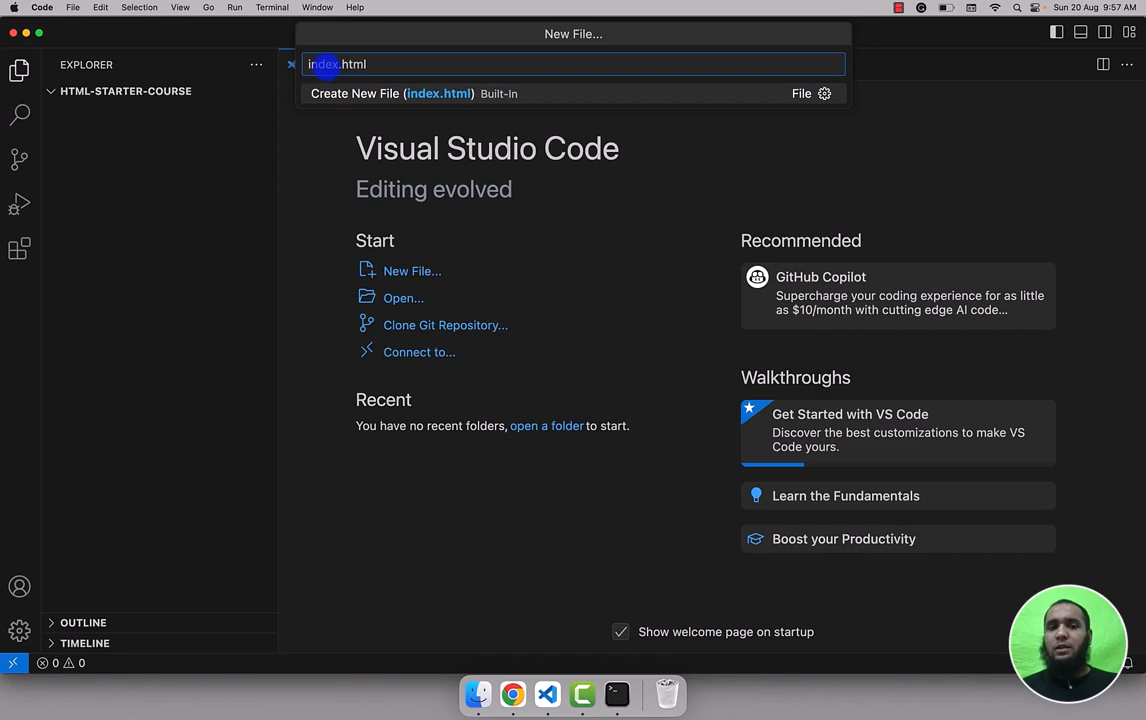 Code File Edit Selection View Go Run Terminal Window Help Sun 20 Aug 9:57 AM
New File...
EXPLORER
index.html
HTML-STARTER-COURSE
Create New File (index.html) Built-In File
Visual Studio Code
Editing evolved
Start
New File...
Open...
Clone Git Repository...
Connect to...
Recent
You have no recent folders, open a folder to start.
Recommended
GitHub Copilot
Supercharge your coding experience for as little
as $10/month with cutting edge AI code...
Walkthroughs
Get Started with VS Code
Discover the best customizations to make VS
Code yours.
Learn the Fundamentals
Boost your Productivity
OUTLINE
TIMELINE
Show welcome page on startup
0 0